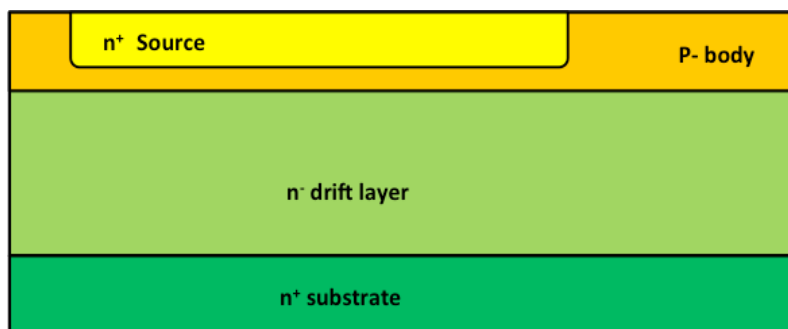 n⁺ Source
P- body
n⁻ drift layer
n⁺ substrate